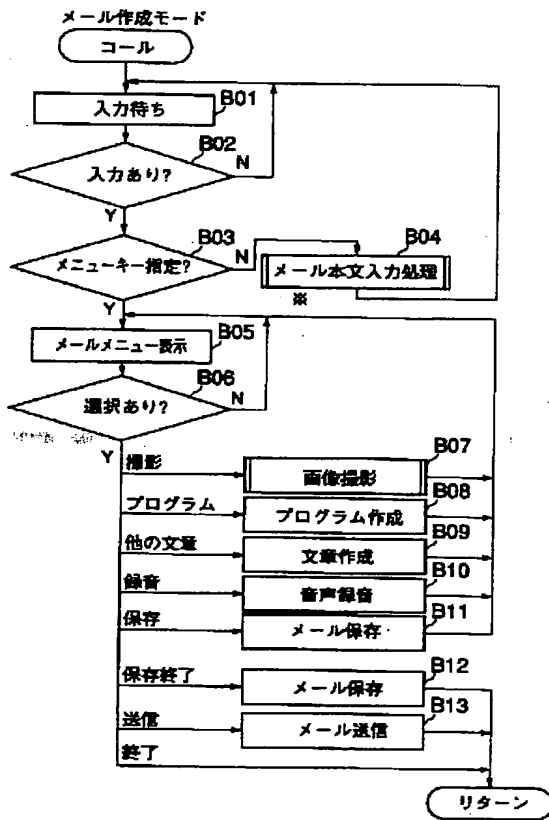 メール作成モード
コール
B01
入力待ち
B02
入力あり?
N
Y
B03
メニューキー指定?
N
B04
メール本文入力処理
※
Y
B05
メールメニュー表示
B06
選択あり?
N
Y
撮影
B07
画像撮影
プログラム
B08
プログラム作成
他の文章
B09
文章作成
録音
B10
音声録音
保存
B11
メール保存
保存終了
B12
メール保存
送信
B13
メール送信
終了
リターン